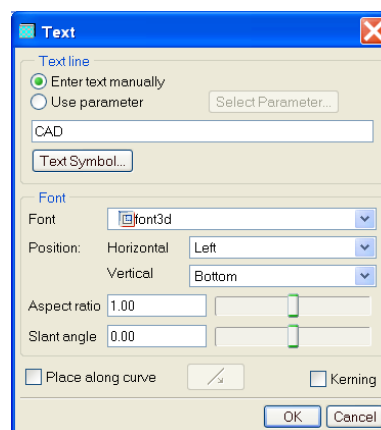 Text
Text line
Enter text manually
Use parameter Select Parameter...
CAD
Text Symbol...
Font
Font font3d
Position: Horizontal Left
Vertical Bottom
Aspect ratio 1.00
Slant angle 0.00
Place along curve Kerning
OK Cancel